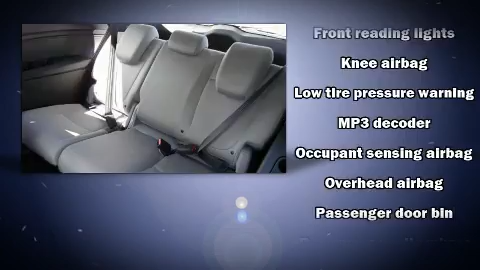 Front reading lights
Knee airbag
Low tire pressure warning
MP3 decoder
Occupant sensing airbag
Overhead airbag
Passenger door bin